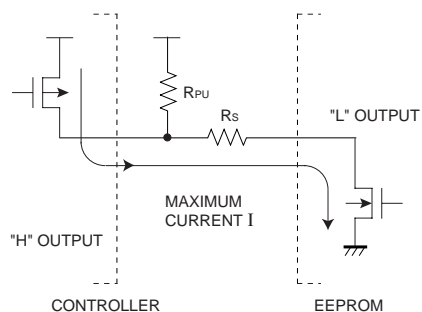 RPU
RS
"L" OUTPUT
MAXIMUM
CURRENT I
"H" OUTPUT
CONTROLLER
EEPROM